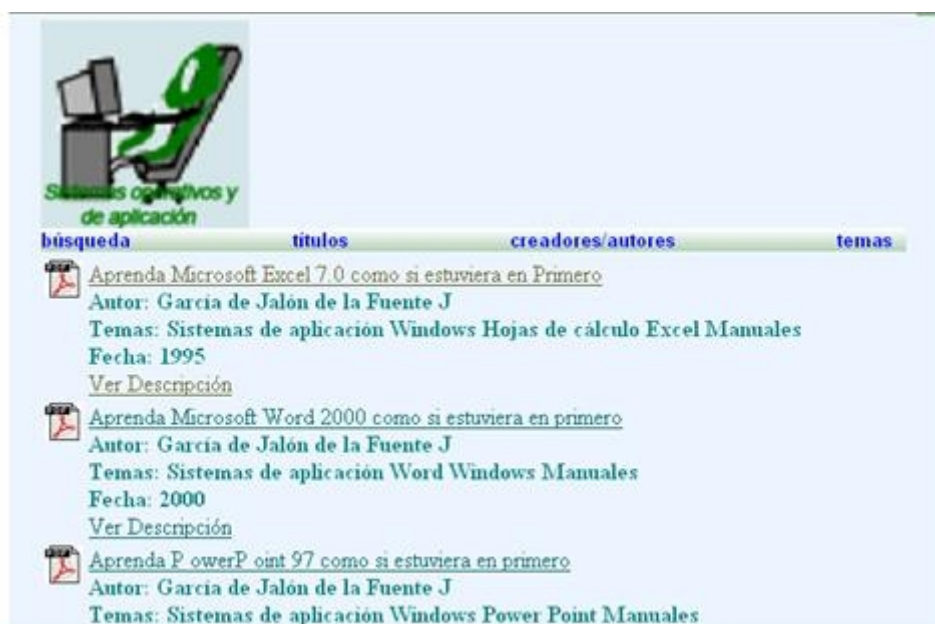 Sistemas operativos y
de aplicación
búsqueda títulos creadores/autores temas
PDF Aprenda Microsoft Excel 7.0 como si estuviera en Primero
Autor: García de Jalón de la Fuente J
Temas: Sistemas de aplicación Windows Hojas de cálculo Excel Manuales
Fecha: 1995
Ver Descripción
PDF Aprenda Microsoft Word 2000 como si estuviera en primero
Autor: García de Jalón de la Fuente J
Temas: Sistemas de aplicación Word Windows Manuales
Fecha: 2000
Ver Descripción
PDF Aprenda P owerP oint 97 como si estuviera en primero
Autor: García de Jalón de la Fuente J
Temas: Sistemas de aplicación Windows Power Point Manuales